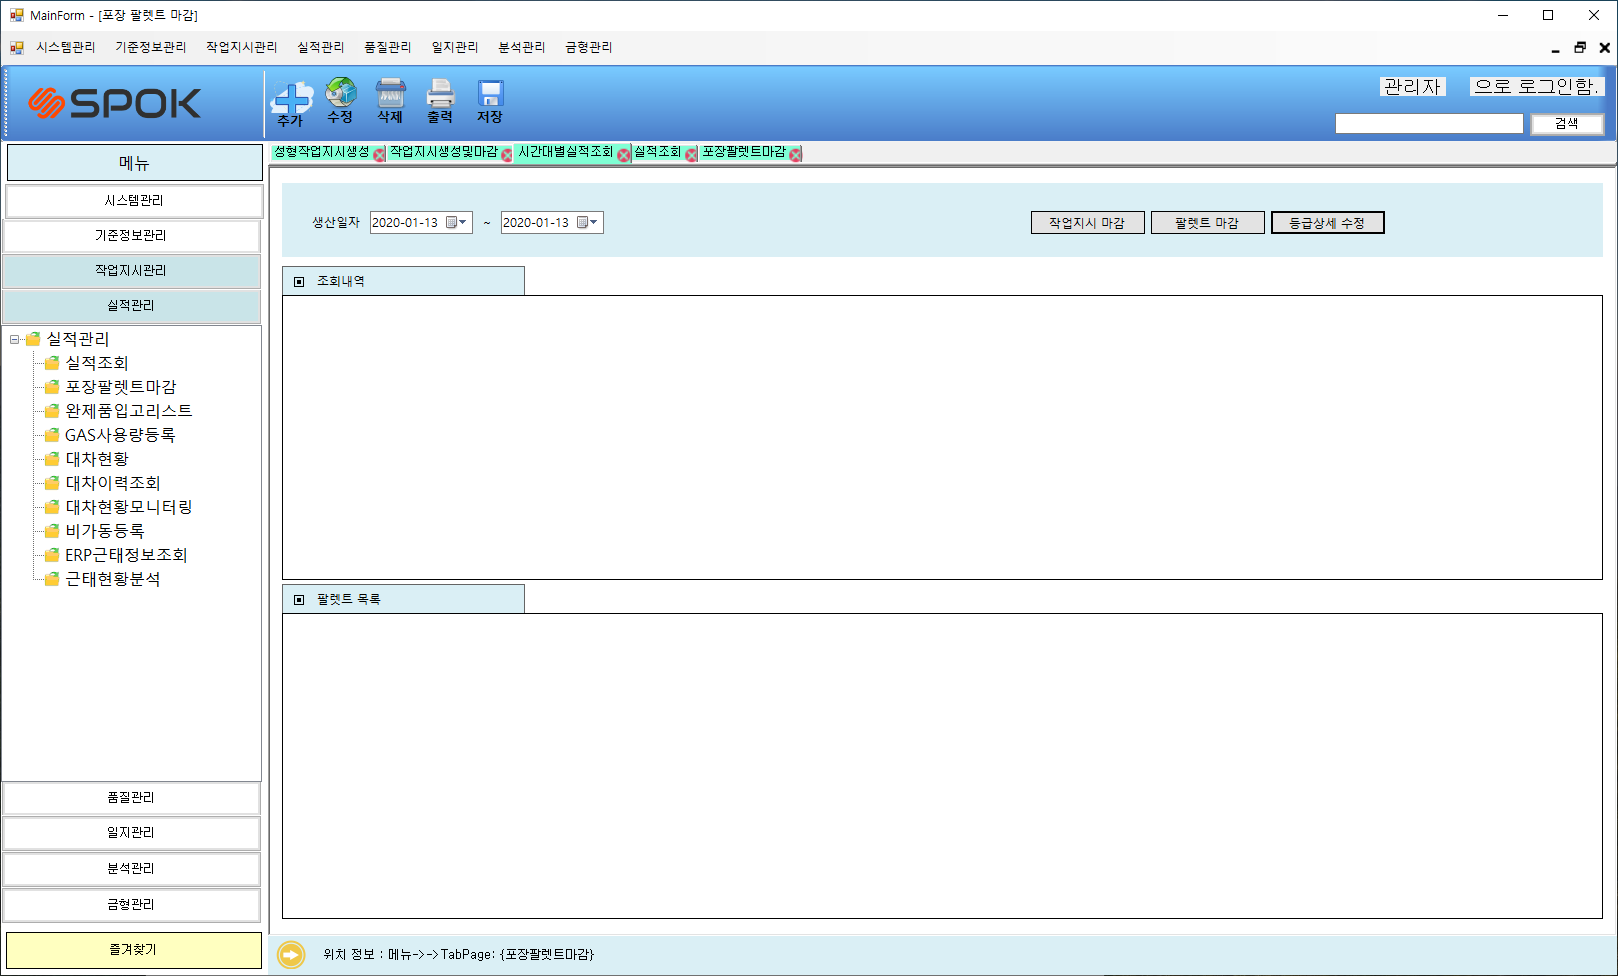 MainForm - [포장 팔렛트 마감]
시스템관리 기준정보관리 작업지시관리 실적관리 품질관리 일지관리 분석관리 금형관리
SPOK
추가 수정 삭제 출력 저장
관리자 으로 로그인함.
검색
메뉴
시스템관리
기준정보관리
작업지시관리
실적관리
실적관리
실적조회
포장팔렛트마감
완제품입고리스트
GAS사용량등록
대차현황
대차이력조회
대차현황모니터링
비가동등록
ERP근태정보조회
근태현황분석
품질관리
일지관리
분석관리
금형관리
즐겨찾기
성형작업지시생성 작업지시생성및마감 시간대별실적조회 실적조회 포장팔렛트마감
생산일자 2020-01-13 ~ 2020-01-13 작업지시 마감 팔렛트 마감 등급상세 수정
조회내역
팔렛트 목록
위치 정보 : 메뉴->->TabPage: {포장팔렛트마감}